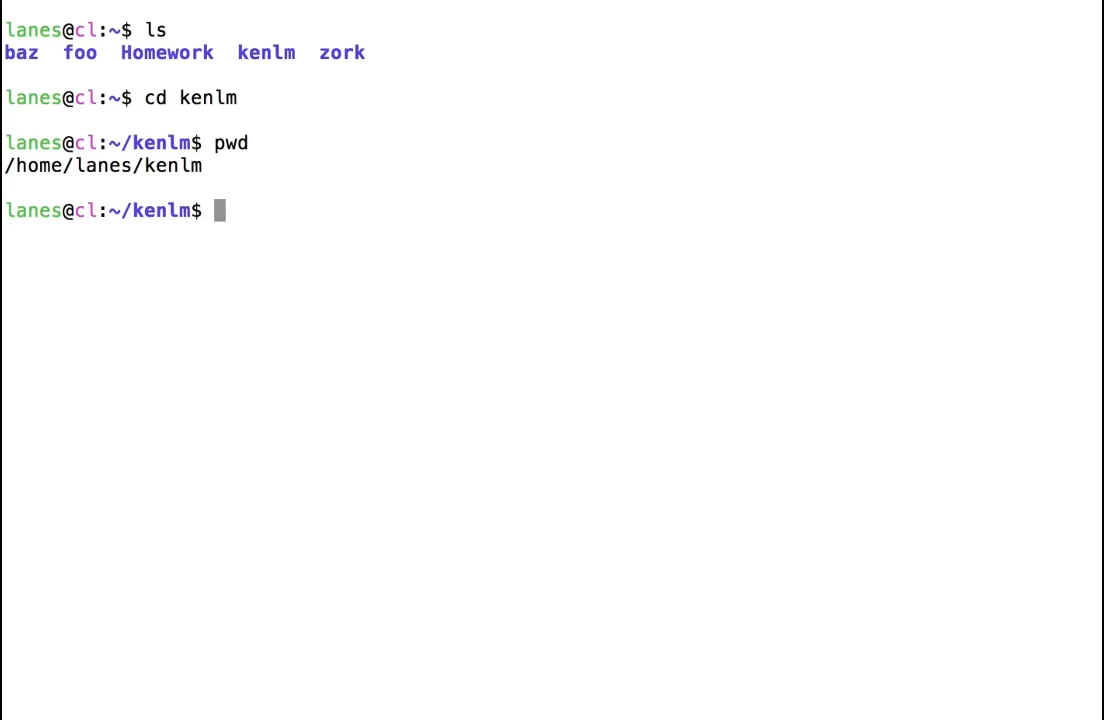 lanes@cl:~$ ls
baz  foo  Homework  kenlm  zork
lanes@cl:~$ cd kenlm
lanes@cl:~/kenlm$ pwd
/home/lanes/kenlm
lanes@cl:~/kenlm$